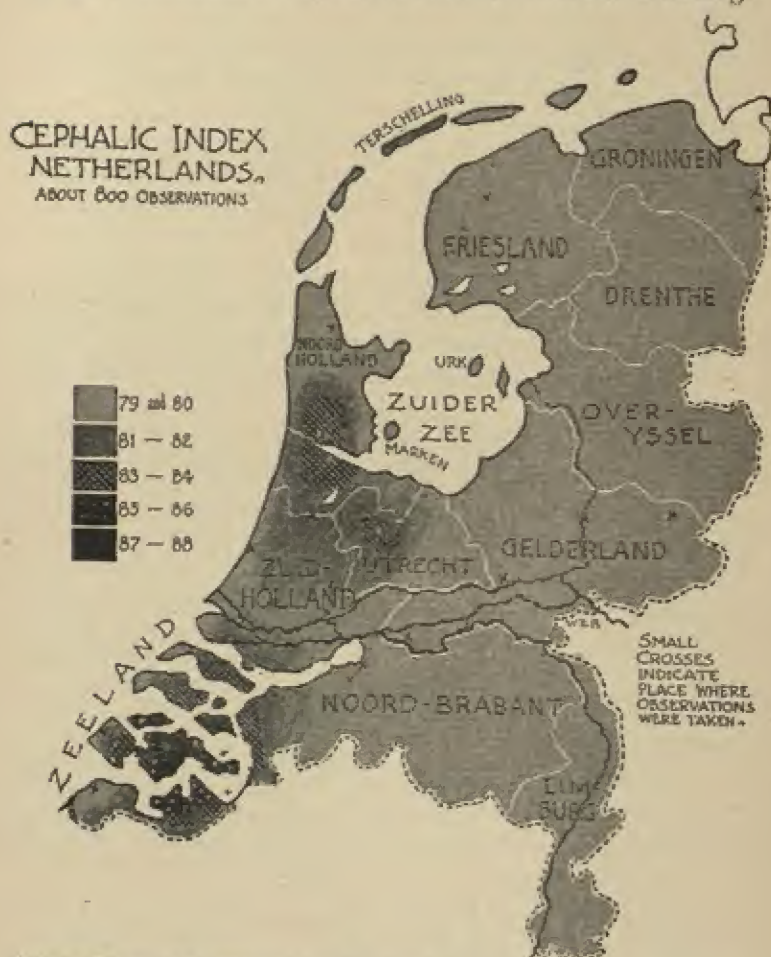 CEPHALIC INDEX
NETHERLANDS.
ABOUT 800 OBSERVATIONS
TERSCHELLING
GRONINGEN
FRIESLAND
DRENTHE
NOORD
HOLLAND
URK
ZUIDER
ZEE
MARKEN
OVER-
YSSEL
79 and 80
81 – 82
83 – 84
85 – 86
87 – 88
GELDERLAND
UTRECHT
ZUID-
HOLLAND
ZEELAND
NOORD-BRABANT
LIM-
BURG
SMALL
CROSSES
INDICATE
PLACE WHERE
OBSERVATIONS
WERE TAKEN.